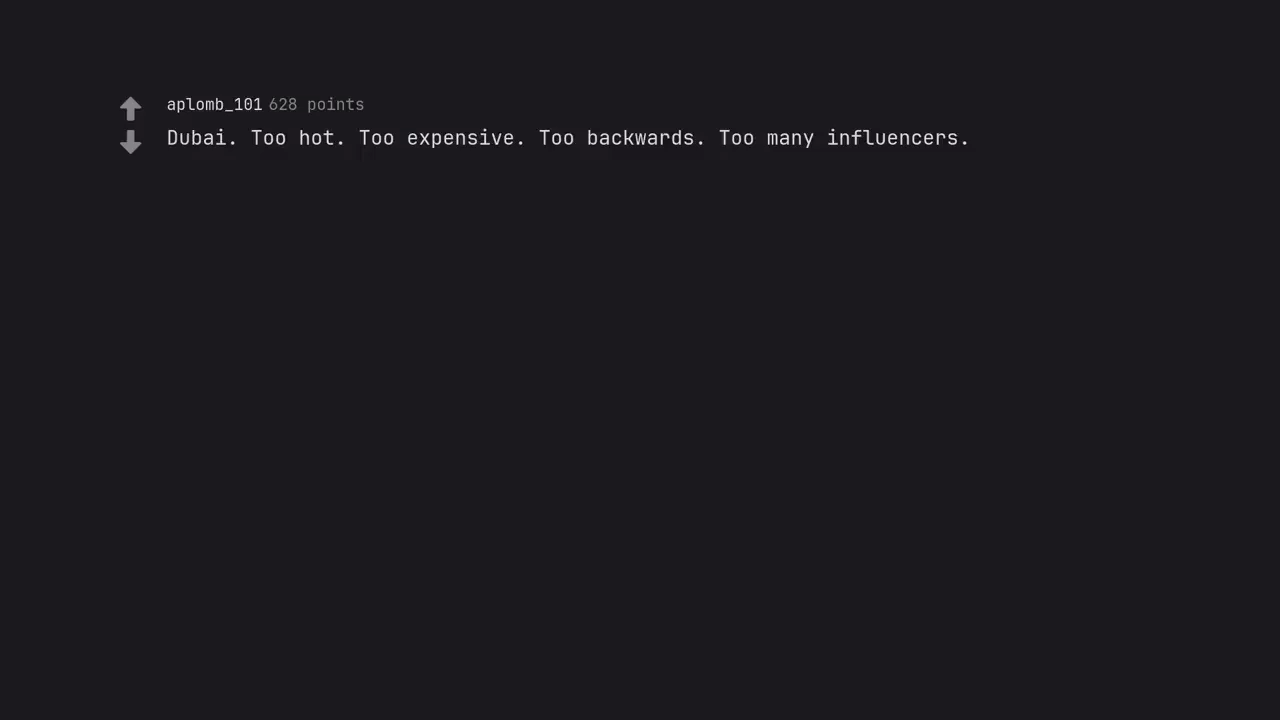 aplomb_101 628 points
Dubai. Too hot. Too expensive. Too backwards. Too many influencers.